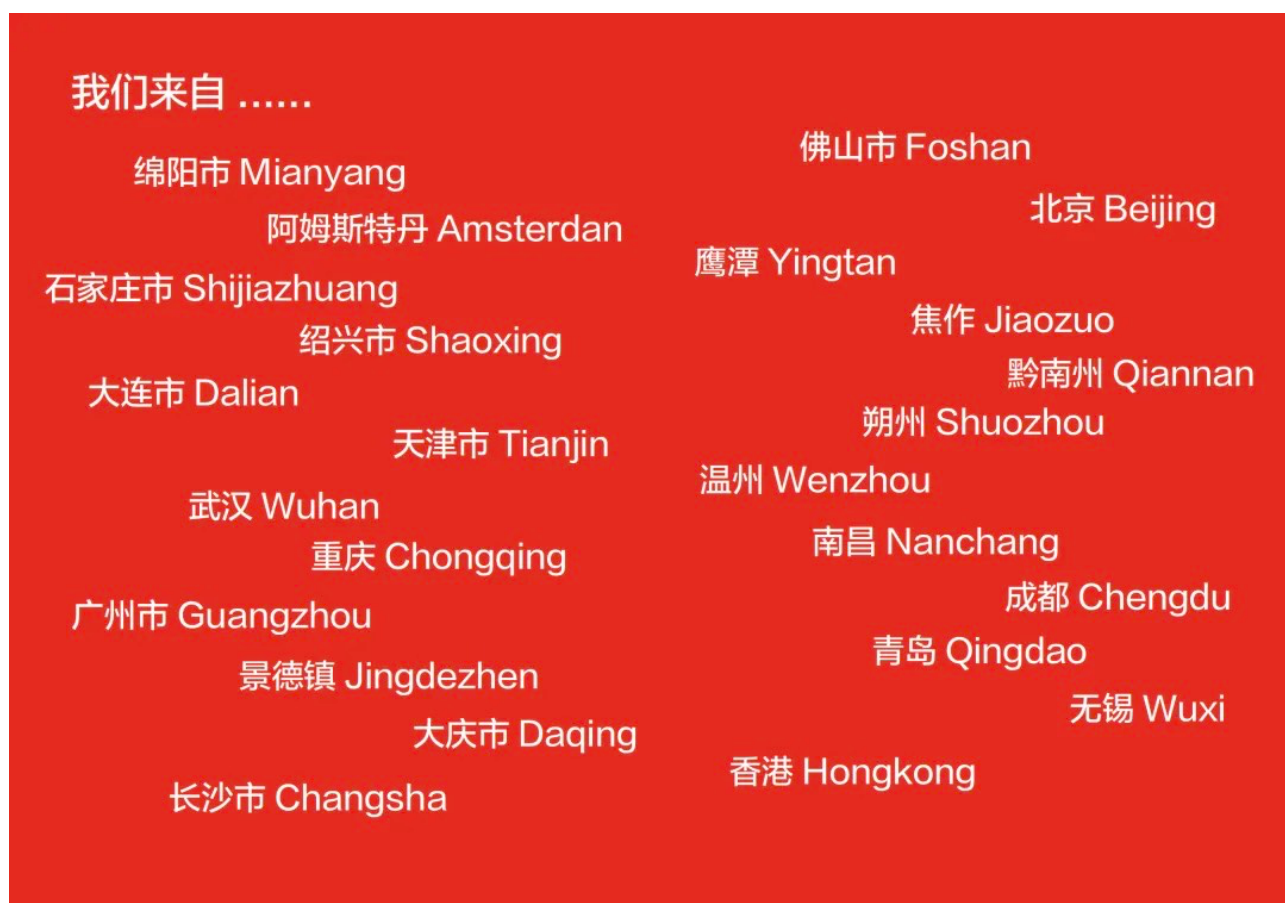 我们来自 ......
绵阳市 Mianyang
阿姆斯特丹 Amsterdan
石家庄市 Shijiazhuang
绍兴市 Shaoxing
大连市 Dalian
天津市 Tianjin
武汉 Wuhan
重庆 Chongqing
广州市 Guangzhou
景德镇 Jingdezhen
大庆市 Daqing
长沙市 Changsha
佛山市 Foshan
北京 Beijing
鹰潭 Yingtan
焦作 Jiaozuo
黔南州 Qiannan
朔州 Shuozhou
温州 Wenzhou
南昌 Nanchang
成都 Chengdu
青岛 Qingdao
无锡 Wuxi
香港 Hongkong